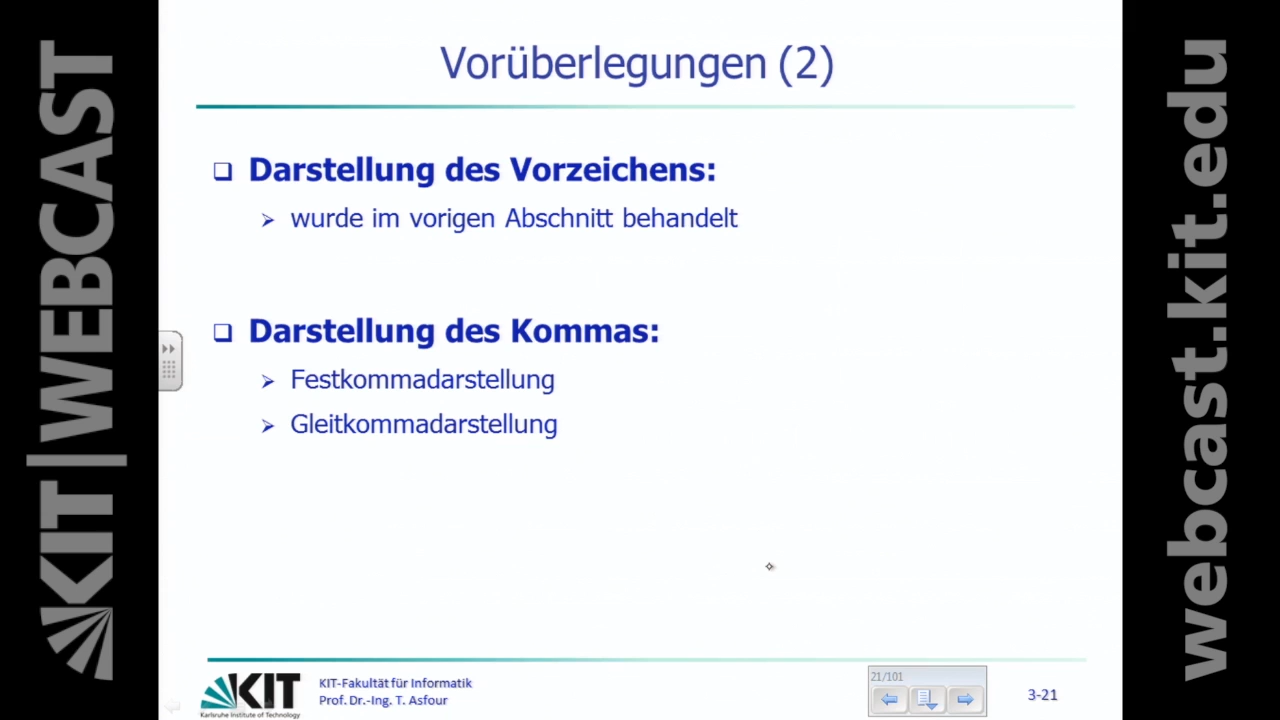 KIT|WEBCAST
Vorüberlegungen (2)
Darstellung des Vorzeichens:
wurde im vorigen Abschnitt behandelt
Darstellung des Kommas:
Festkommadarstellung
Gleitkommadarstellung
KIT
Karlsruhe Institute of Technology
KIT-Fakultät für Informatik
Prof. Dr.-Ing. T. Asfour
21/101
3-21
webcast.kit.edu